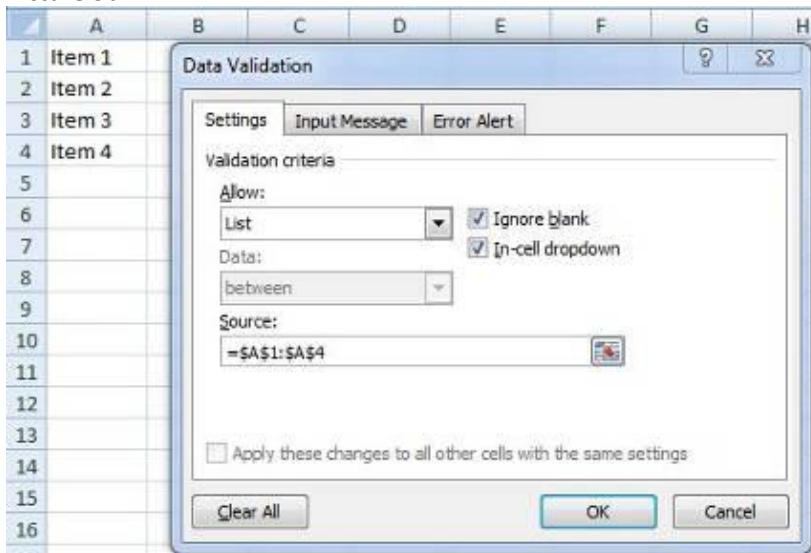 A B C D E F G H
1 Item 1
2 Item 2
3 Item 3
4 Item 4
5
6
7
8
9
10
11
12
13
14
15
16
Data Validation
Settings Input Message Error Alert
Validation criteria
Allow:
List
Ignore blank
Data:
In-cell dropdown
between
Source:
=$A$1:$A$4
Apply these changes to all other cells with the same settings
Clear All OK Cancel